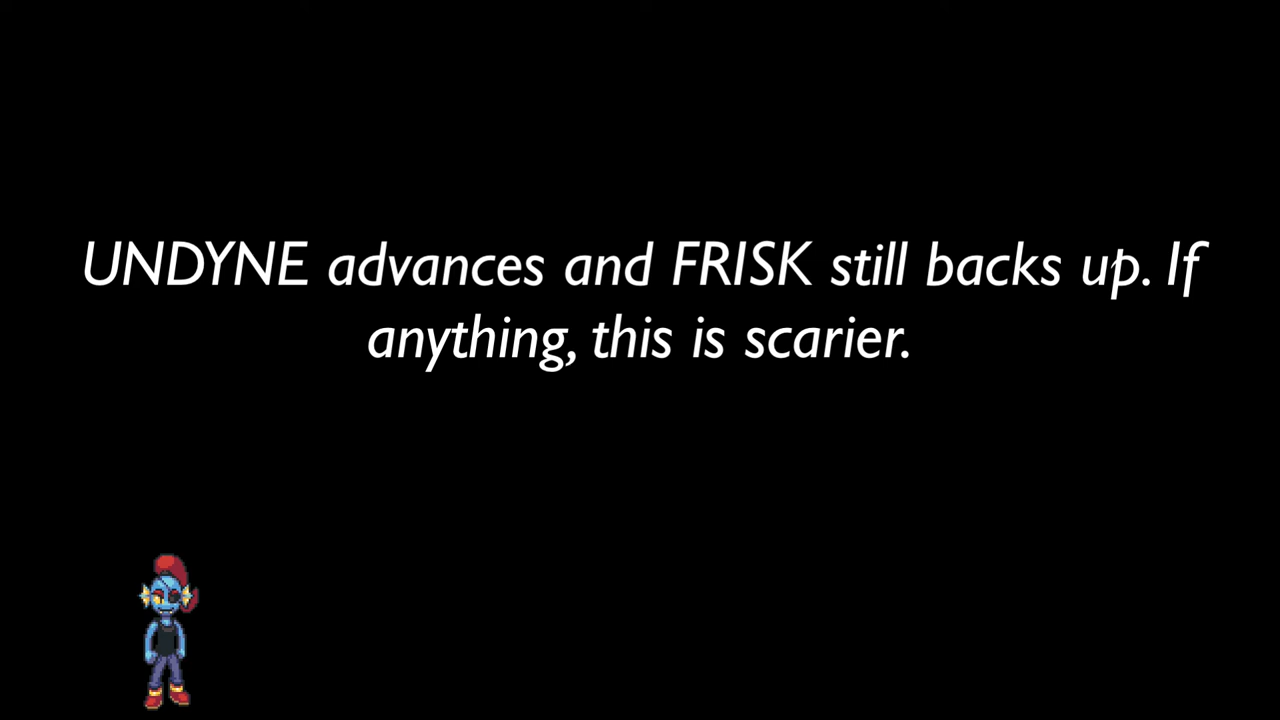 UNDYNE advances and FRISK still backs up. If
anything, this is scarier.